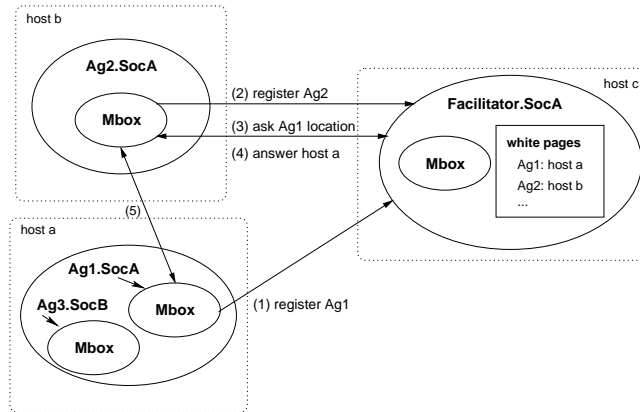 host b
Ag2.SocA
Mbox
(2) register Ag2
(3) ask Ag1 location
(4) answer host a
host c
Facilitator.SocA
Mbox
white pages
Ag1: host a
Ag2: host b
...
(5)
host a
Ag1.SocA
Ag3.SocB
Mbox
Mbox
(1) register Ag1